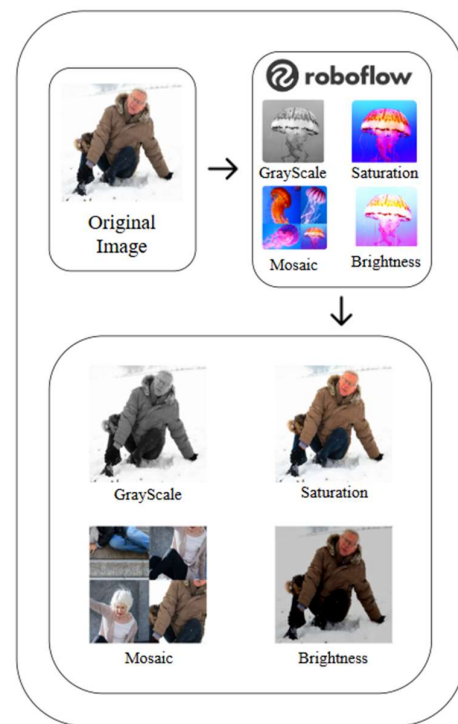 Original
Image
roboflow
GrayScale
Saturation
Mosaic
Brightness
GrayScale
Saturation
Mosaic
Brightness